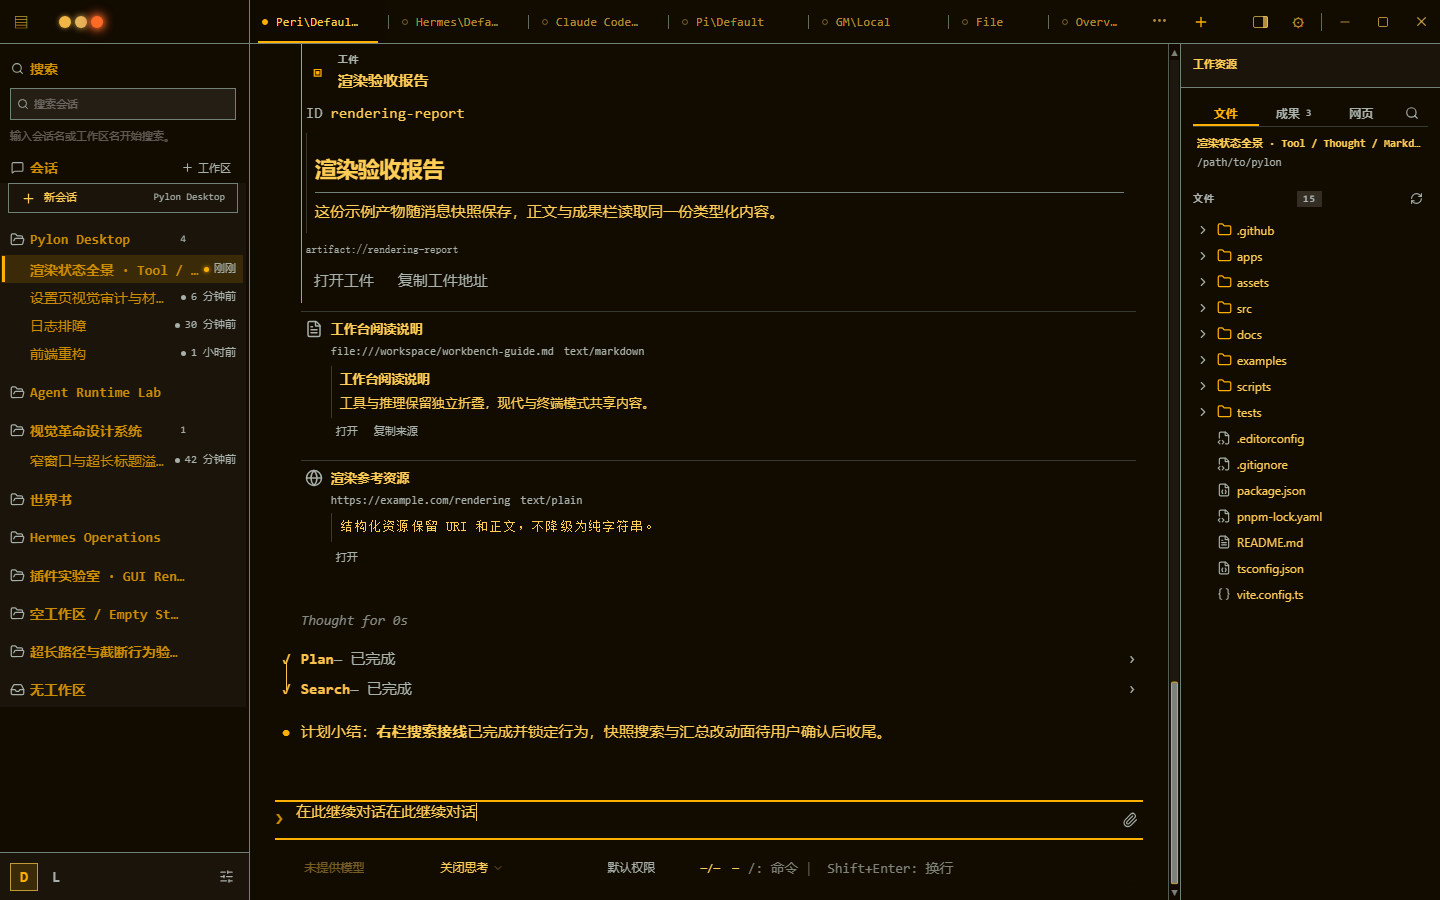 Peri\Defaul…
Hermes\Defa…
Claude Code…
Pi\Default
GM\Local
File
Overv…
搜索
搜索会话
输入会话名或工作区名开始搜索。
会话
工作区
新会话
Pylon Desktop
Pylon Desktop 4
渲染状态全景 · Tool / … 刚刚
设置页视觉审计与材… 6 分钟前
日志排障 30 分钟前
前端重构 1 小时前
Agent Runtime Lab
视觉革命设计系统 1
窄窗口与超长标题溢… 42 分钟前
世界书
Hermes Operations
插件实验室 · GUI Ren…
空工作区 / Empty St…
超长路径与截断行为验…
无工作区
D L
工件
渲染验收报告
ID rendering-report
渲染验收报告
这份示例产物随消息快照保存，正文与成果栏读取同一份类型化内容。
artifact://rendering-report
打开工件 复制工件地址
工作台阅读说明
file:///workspace/workbench-guide.md text/markdown
工作台阅读说明
工具与推理保留独立折叠，现代与终端模式共享内容。
打开 复制来源
渲染参考资源
https://example.com/rendering text/plain
结构化资源保留 URI 和正文，不降级为纯字符串。
打开
Thought for 0s
✓ Plan— 已完成 ›
✓ Search— 已完成 ›
计划小结：右栏搜索接线已完成并锁定行为，快照搜索与汇总改动面待用户确认后收尾。
❯ 在此继续对话在此继续对话
未提供模型 关闭思考 默认权限 —/— — /: 命令 | Shift+Enter: 换行
工作资源
文件 成果 3 网页
渲染状态全景 · Tool / Thought / Markd…
/path/to/pylon
文件 15
.github
apps
assets
src
docs
examples
scripts
tests
.editorconfig
.gitignore
package.json
pnpm-lock.yaml
README.md
tsconfig.json
vite.config.ts